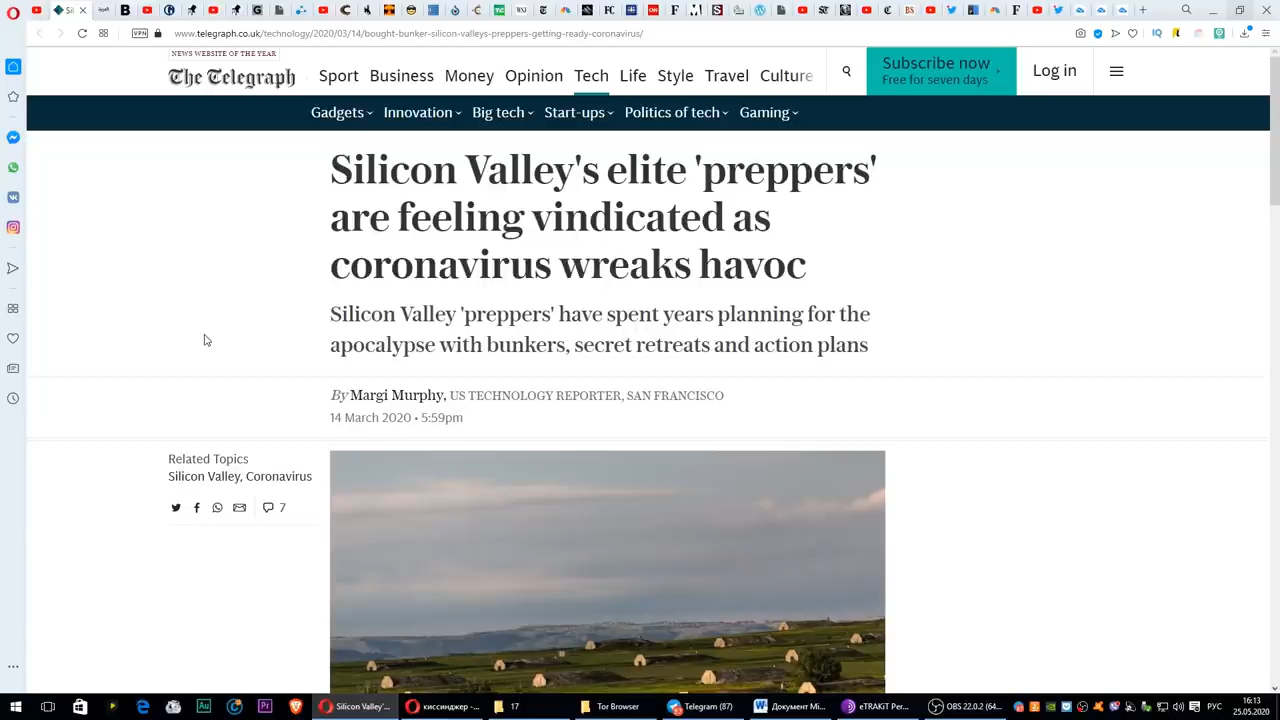 VPN
www.telegraph.co.uk/technology/2020/03/14/bought-bunker-silicon-valleys-preppers-getting-ready-coronavirus/
NEWS WEBSITE OF THE YEAR
The Telegraph
Sport Business Money Opinion Tech Life Style Travel Culture
Subscribe now
Free for seven days
Log in
Gadgets Innovation Big tech Start-ups Politics of tech Gaming
Silicon Valley's elite 'preppers'
are feeling vindicated as
coronavirus wreaks havoc
Silicon Valley 'preppers' have spent years planning for the
apocalypse with bunkers, secret retreats and action plans
By Margi Murphy, US TECHNOLOGY REPORTER, SAN FRANCISCO
14 March 2020 • 5:59pm
Related Topics
Silicon Valley, Coronavirus
7
Silicon Valley'...
киссинджер -...
17
Tor Browser
Telegram (87)
Документ Mi...
eTRAKiT Per...
OBS 22.0.2 (64...
РУС
16:13
25.05.2020